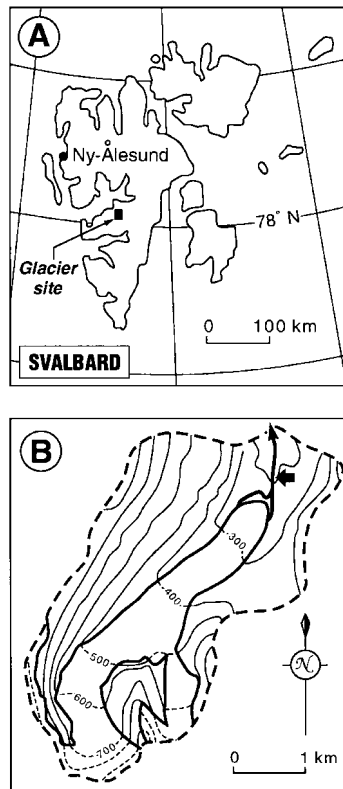 A
Ny-Ålesund
78° N
Glacier
site
0 100 km
SVALBARD
B
300
400
500
600
700
N
0 1 km